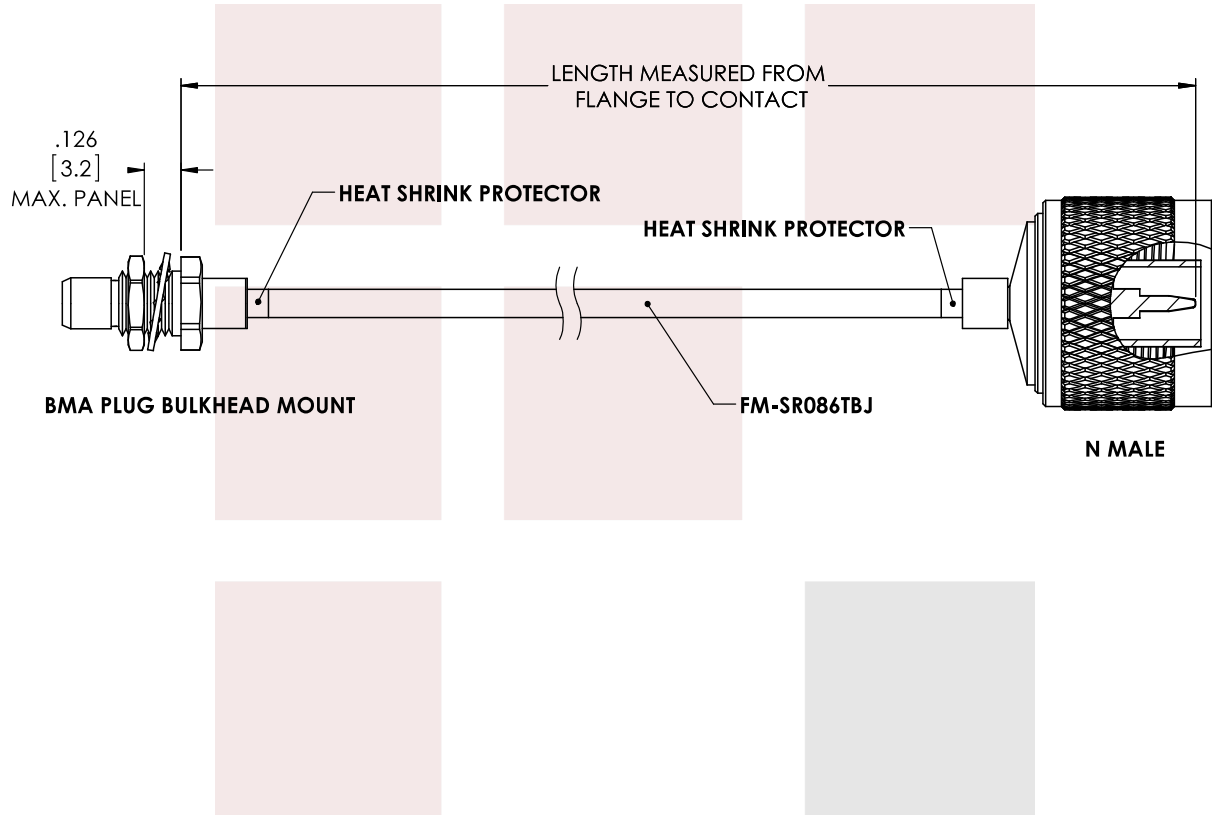 LENGTH MEASURED FROM
FLANGE TO CONTACT
.126
[3.2]
MAX. PANEL
HEAT SHRINK PROTECTOR
HEAT SHRINK PROTECTOR
BMA PLUG BULKHEAD MOUNT
FM-SR086TBJ
N MALE